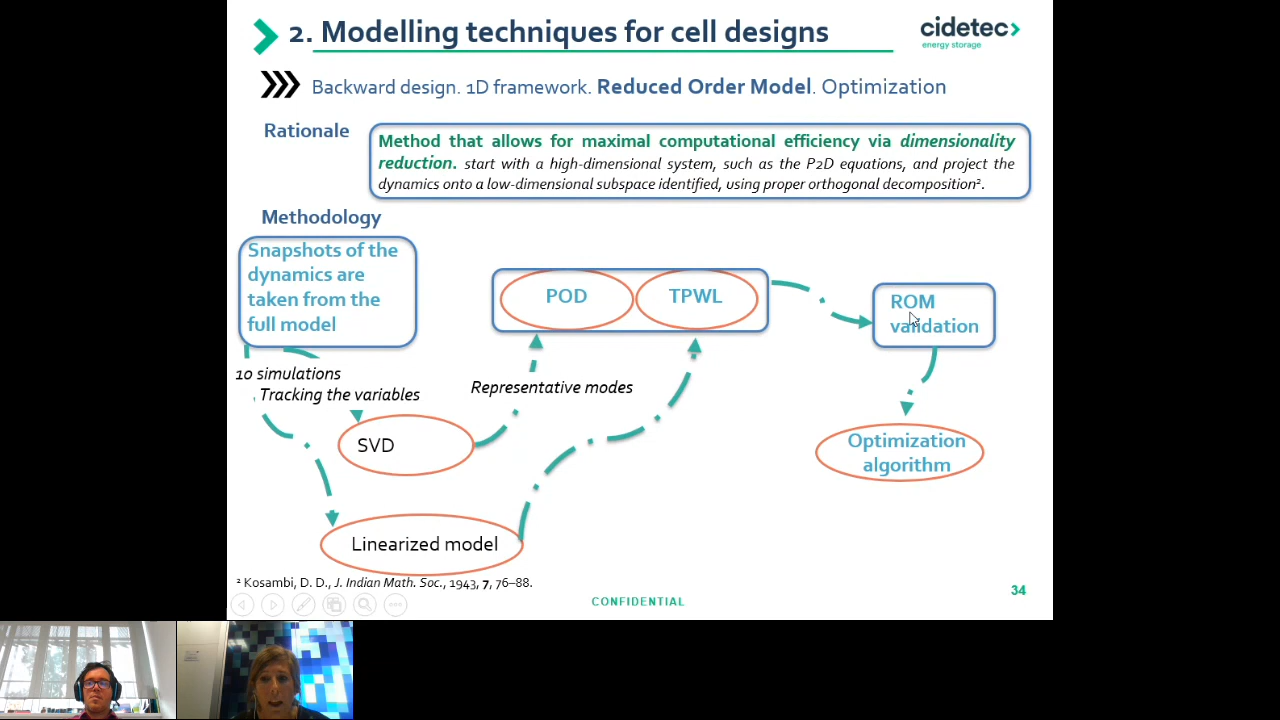 2. Modelling techniques for cell designs
cidetec>
energy storage
Backward design. 1D framework. Reduced Order Model. Optimization
Rationale
Method that allows for maximal computational efficiency via dimensionality
reduction. start with a high-dimensional system, such as the P2D equations, and project the
dynamics onto a low-dimensional subspace identified, using proper orthogonal decomposition².
Methodology
Snapshots of the
dynamics are
taken from the
full model
POD
TPWL
ROM
validation
10 simulations
Tracking the variables
Representative modes
SVD
Optimization
algorithm
Linearized model
² Kosambi, D. D., J. Indian Math. Soc., 1943, 7, 76–88.
CONFIDENTIAL
34